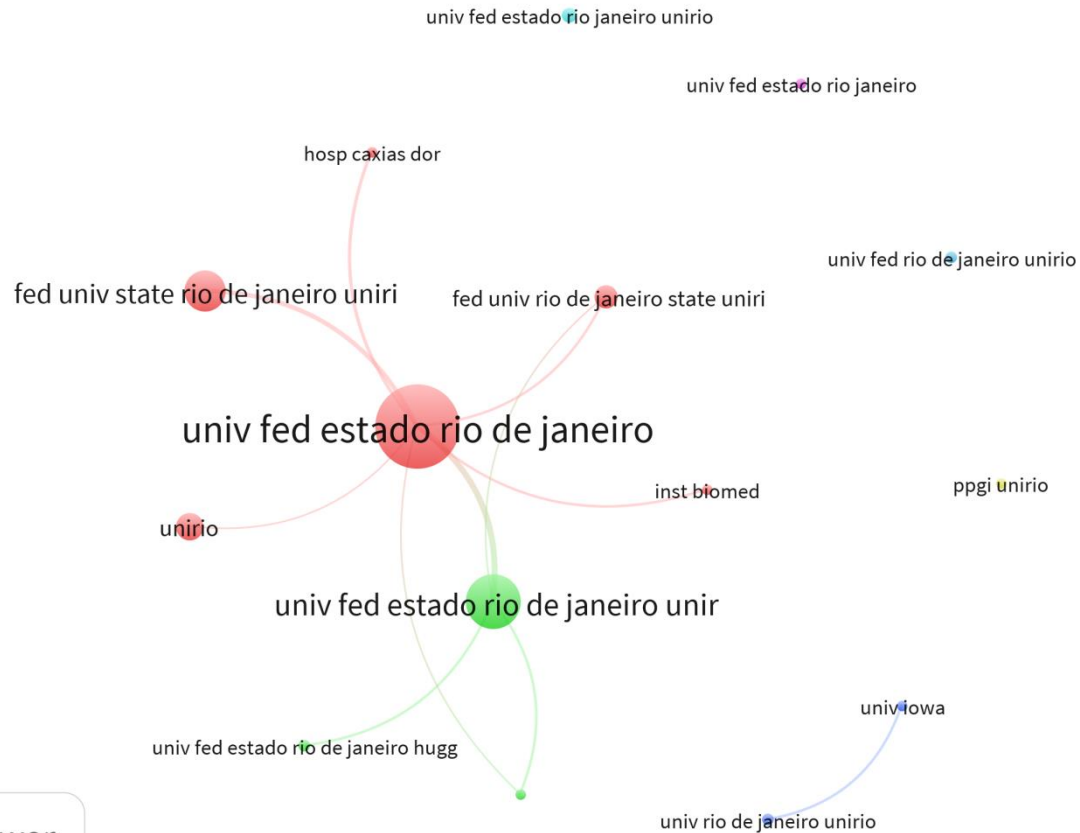 univ fed estado rio janeiro unirio
univ fed estado rio janeiro
hosp caxias dor
univ fed rio de janeiro unirio
fed univ state rio de janeiro uniri
fed univ rio de janeiro state uniri
univ fed estado rio de janeiro
inst biomed
ppgi unirio
unirio
univ fed estado rio de janeiro unir
univ iowa
univ fed estado rio de janeiro hugg
univ rio de janeiro unirio